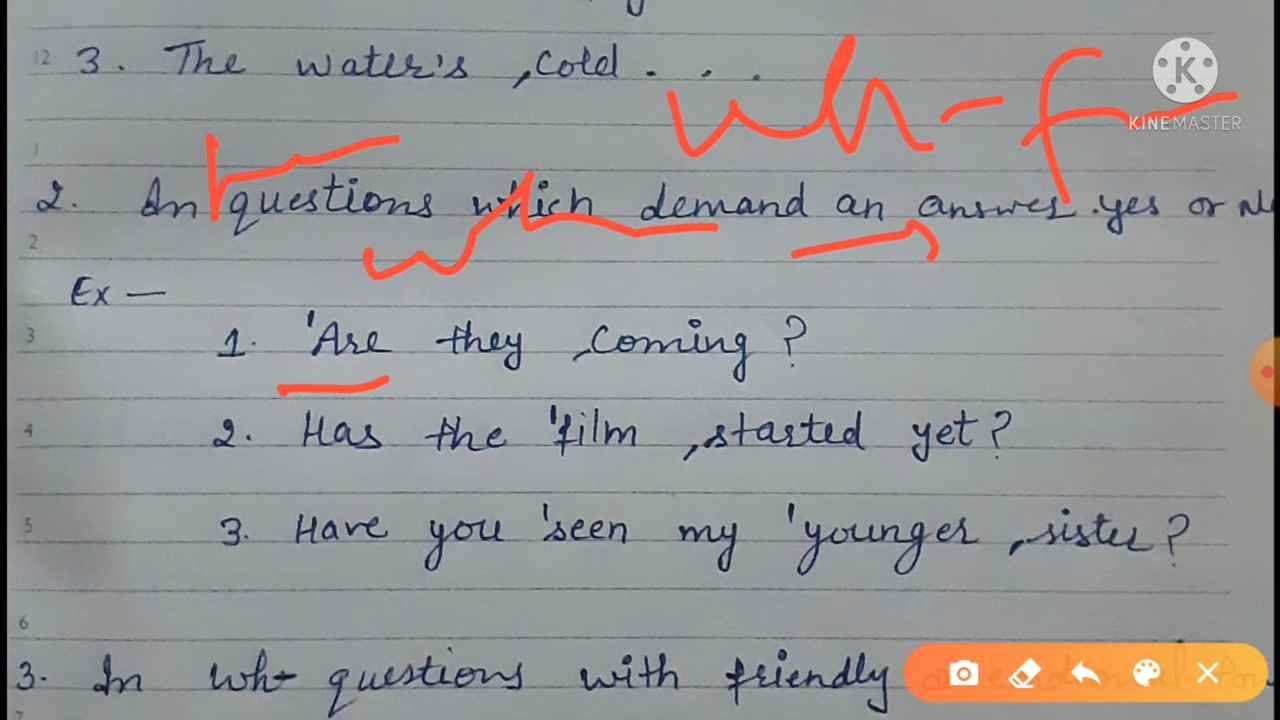 3. The water's ,cold . . .
wh - f
KINEMASTER
2. In questions which demand an answer yes or
Ex —
1. 'Are they ,coming ?
2. Has the 'film ,started yet?
3. Have you 'seen my 'younger ,sister?
3. In wh- questions with friendly